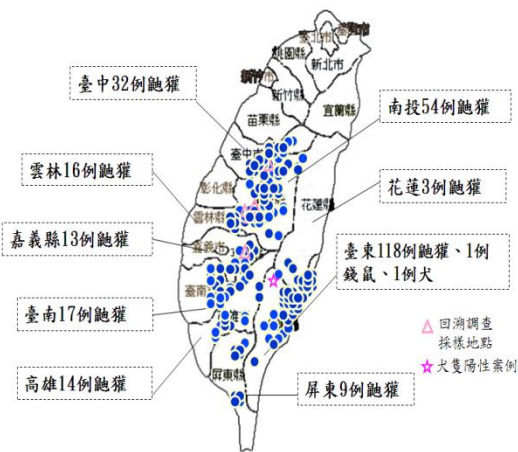 臺北市
基隆市
桃園縣
新北市
新竹市
新竹縣
宜蘭縣
苗栗縣
臺中32例鼬獾
南投54例鼬獾
臺中市
雲林16例鼬獾
彰化縣
花蓮3例鼬獾
花蓮縣
雲林縣
嘉義縣13例鼬獾
嘉義市
臺東118例鼬獾、1例
錢鼠、1例犬
臺南
臺南17例鼬獾
回溯調查
採樣地點
犬隻陽性案例
高雄14例鼬獾
屏東縣
屏東9例鼬獾